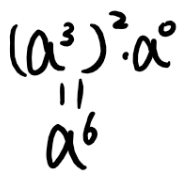 (a³)²·a⁰
=
a⁶